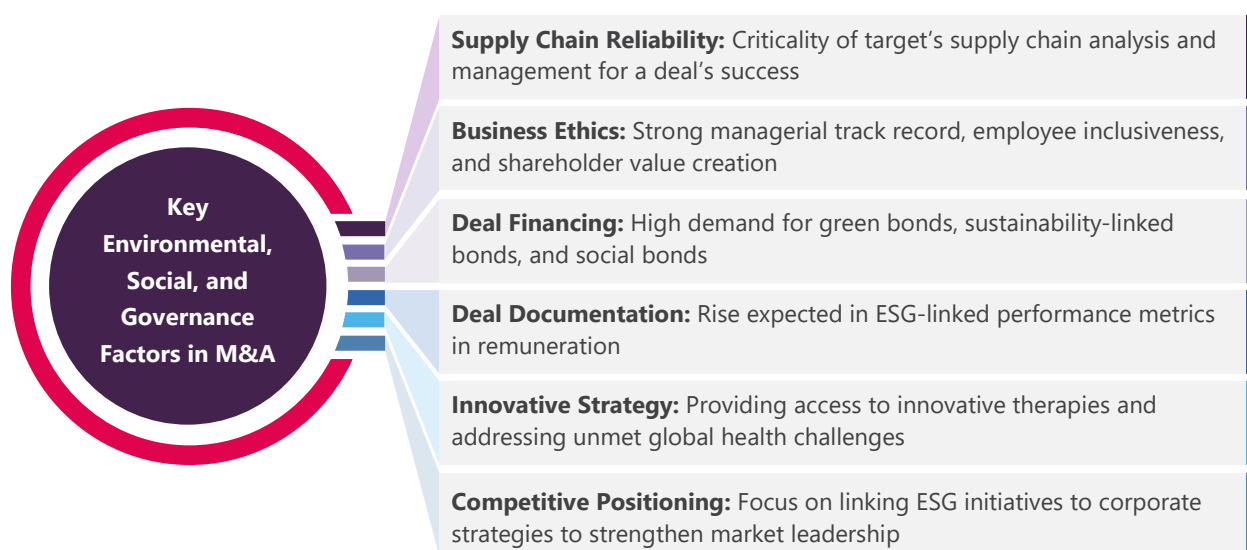 Key
Environmental,
Social, and
Governance
Factors in M&A
Supply Chain Reliability: Criticality of target's supply chain analysis and
management for a deal's success
Business Ethics: Strong managerial track record, employee inclusiveness,
and shareholder value creation
Deal Financing: High demand for green bonds, sustainability-linked
bonds, and social bonds
Deal Documentation: Rise expected in ESG-linked performance metrics
in remuneration
Innovative Strategy: Providing access to innovative therapies and
addressing unmet global health challenges
Competitive Positioning: Focus on linking ESG initiatives to corporate
strategies to strengthen market leadership